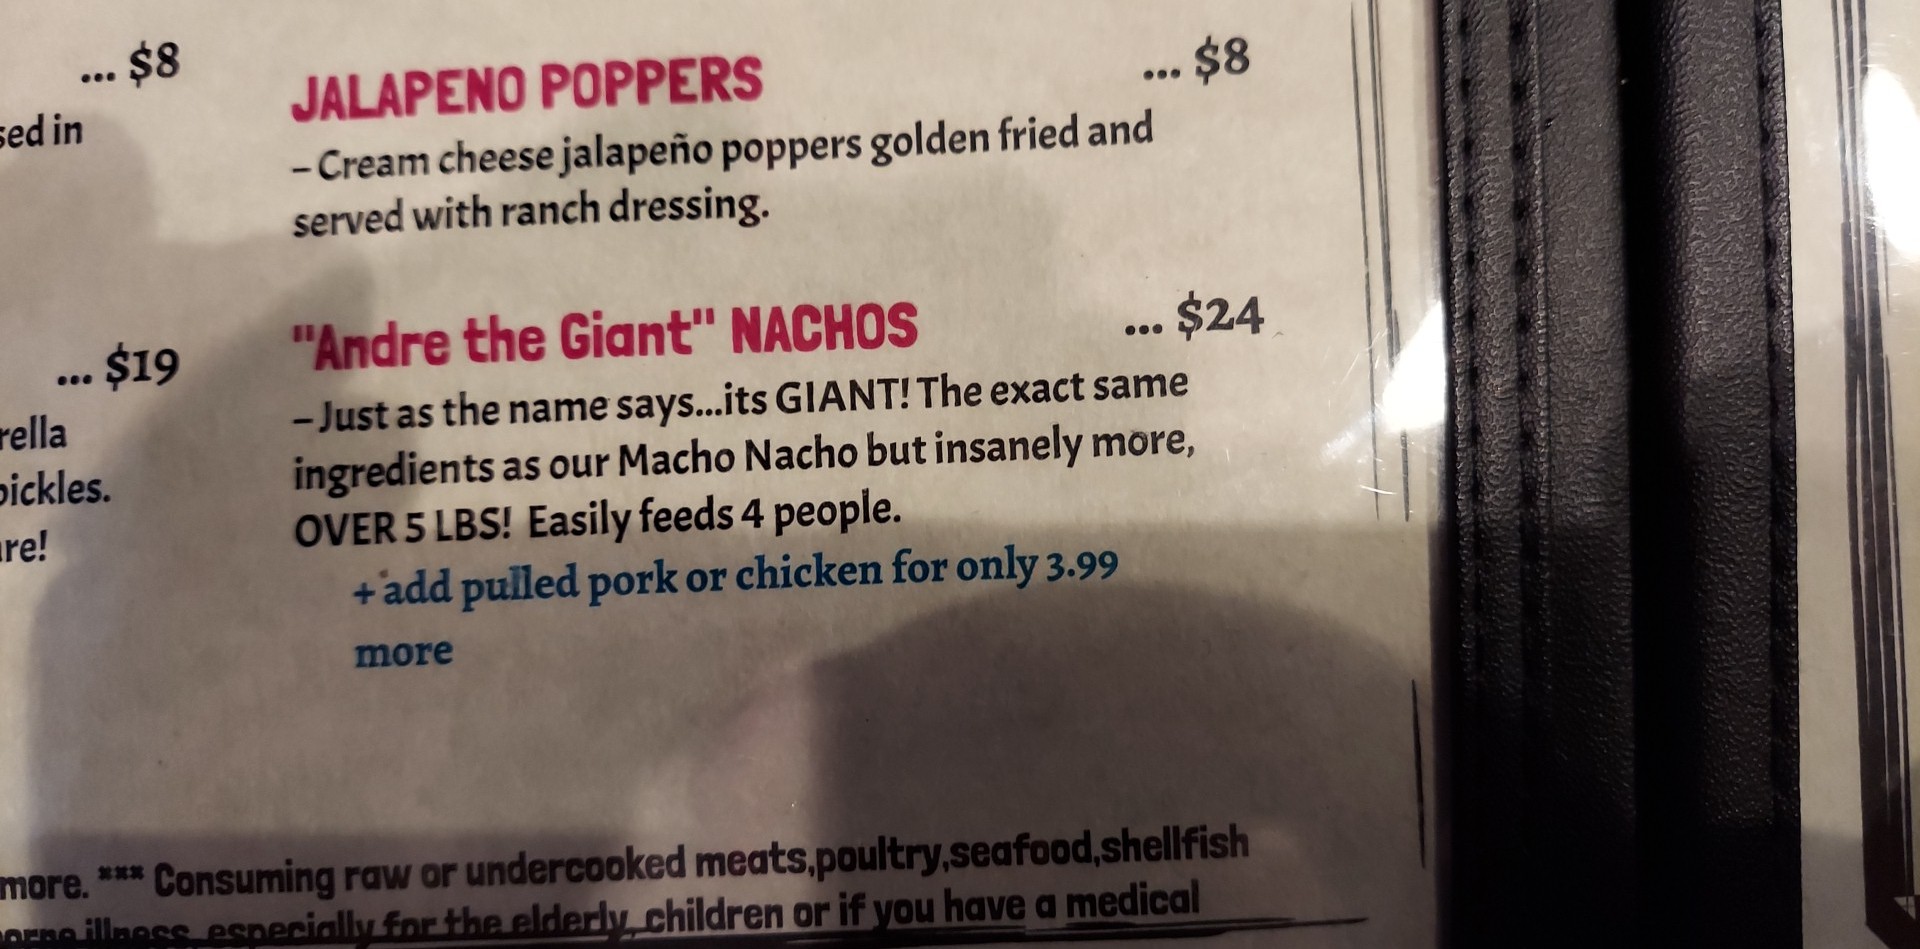 ... $8
JALAPENO POPPERS
... $8
in
– Cream cheese jalapeño poppers golden fried and
served with ranch dressing.
"Andre the Giant" NACHOS
... $24
... $19
– Just as the name says...its GIANT! The exact same
ingredients as our Macho Nacho but insanely more,
pickles.
OVER 5 LBS! Easily feeds 4 people.
+ add pulled pork or chicken for only 3.99
more
more. *** Consuming raw or undercooked meats,poultry,seafood,shellfish
illness, especially for the elderly, children or if you have a medical